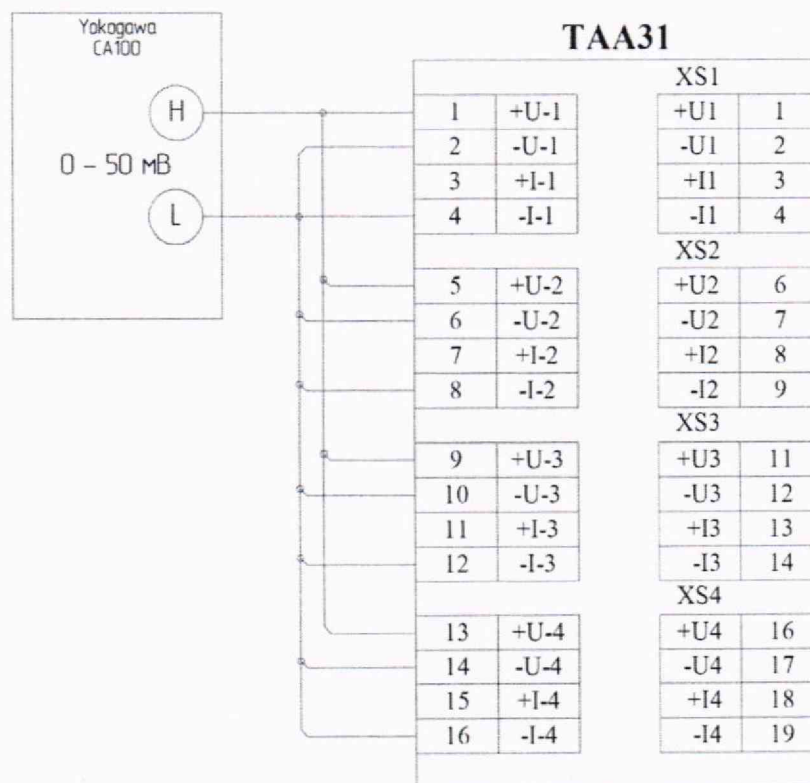 Yokogawa
CA100
H
0 – 50 мВ
L
TAA31
XS1
1 +U-1 +U1 1
2 -U-1 -U1 2
3 +I-1 +I1 3
4 -I-1 -I1 4
XS2
5 +U-2 +U2 6
6 -U-2 -U2 7
7 +I-2 +I2 8
8 -I-2 -I2 9
XS3
9 +U-3 +U3 11
10 -U-3 -U3 12
11 +I-3 +I3 13
12 -I-3 -I3 14
XS4
13 +U-4 +U4 16
14 -U-4 -U4 17
15 +I-4 +I4 18
16 -I-4 -I4 19